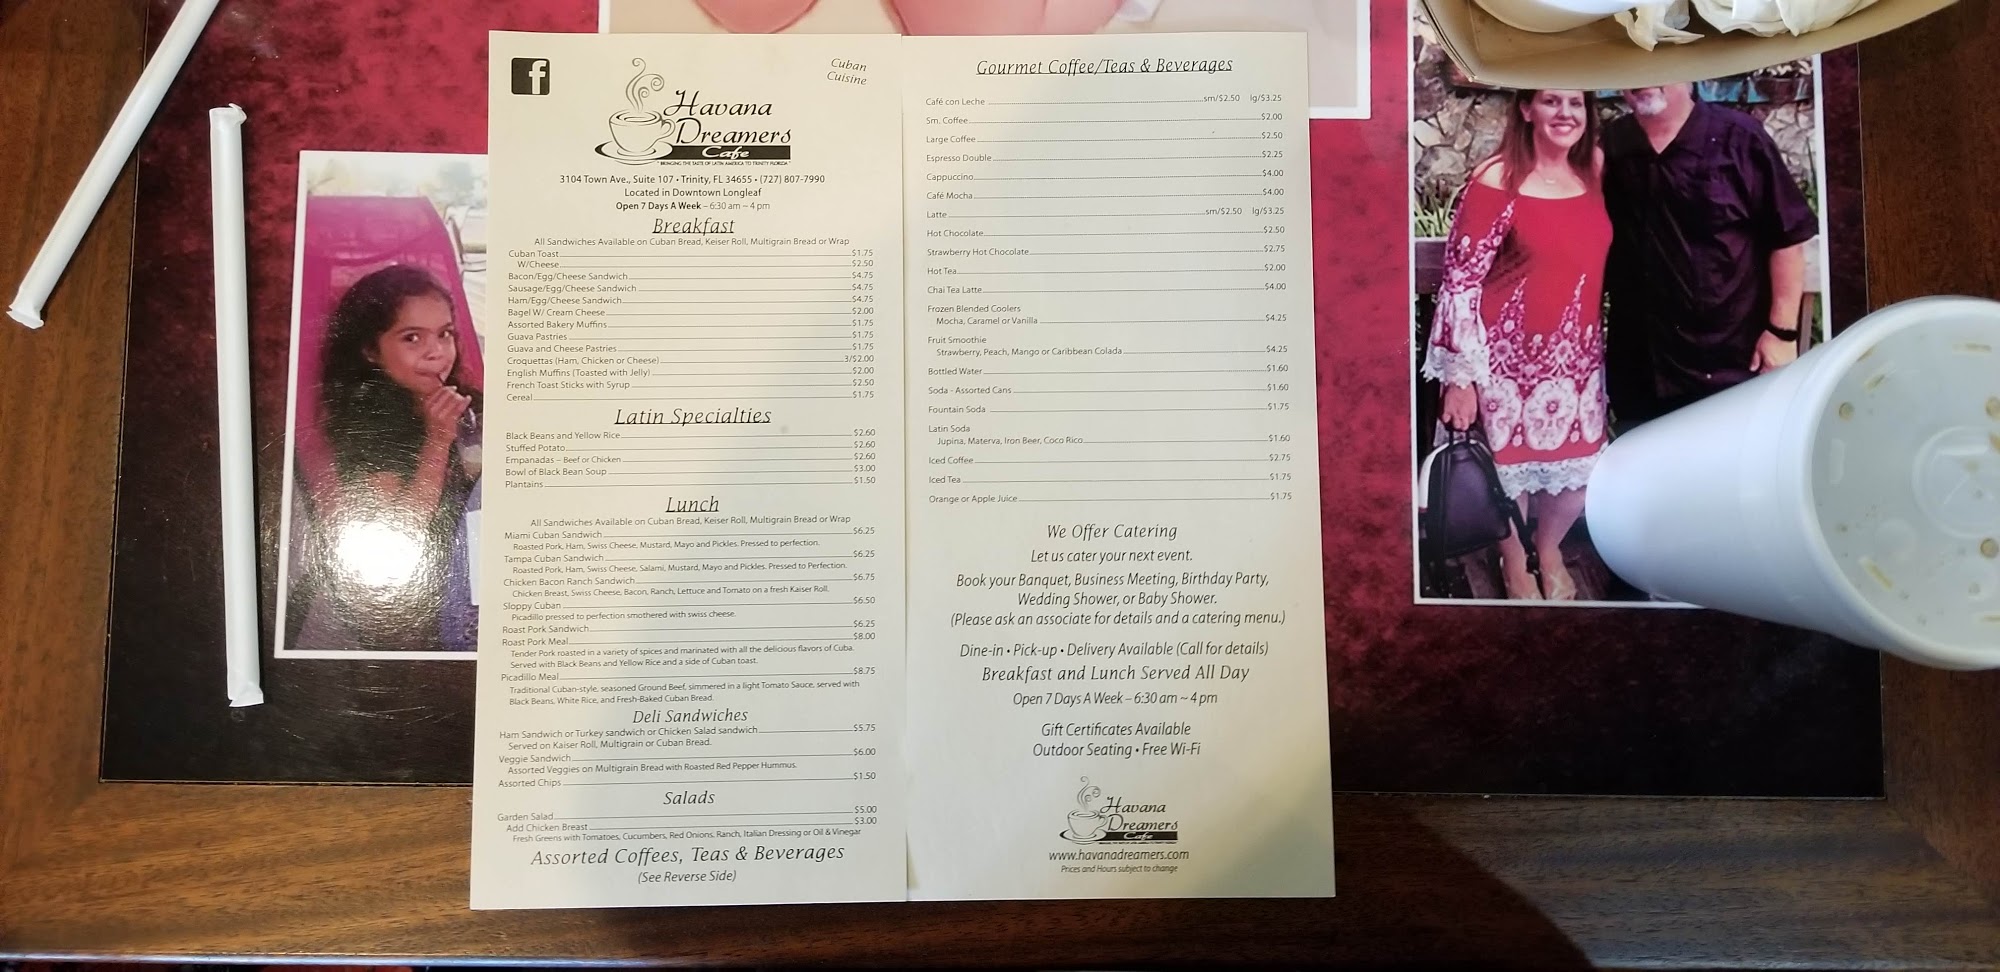 f
Cuban
Cuisine
Havana
Dreamers
Cafe
" BRINGING THE TASTE OF LATIN AMERICA TO TRINITY FLORIDA "
3104 Town Ave., Suite 107 • Trinity, FL 34655 • (727) 807-7990
Located in Downtown Longleaf
Open 7 Days A Week – 6:30 am ~ 4 pm
Breakfast
All Sandwiches Available on Cuban Bread, Keiser Roll, Multigrain Bread or Wrap
Cuban Toast $1.75
W/Cheese $2.50
Bacon/Egg/Cheese Sandwich $4.75
Sausage/Egg/Cheese Sandwich $4.75
Ham/Egg/Cheese Sandwich $4.75
Bagel W/ Cream Cheese $2.00
Assorted Bakery Muffins $1.75
Guava Pastries $1.75
Guava and Cheese Pastries $1.75
Croquettas (Ham, Chicken or Cheese) 3/$2.00
English Muffins (Toasted with Jelly) $2.00
French Toast Sticks with Syrup $2.50
Cereal $1.75
Latin Specialties
Black Beans and Yellow Rice $2.60
Stuffed Potato $2.60
Empanadas – Beef or Chicken $2.60
Bowl of Black Bean Soup $3.00
Plantains $1.50
Lunch
All Sandwiches Available on Cuban Bread, Keiser Roll, Multigrain Bread or Wrap
Miami Cuban Sandwich $6.25
Roasted Pork, Ham, Swiss Cheese, Mustard, Mayo and Pickles. Pressed to perfection.
Tampa Cuban Sandwich $6.25
Roasted Pork, Ham, Swiss Cheese, Salami, Mustard, Mayo and Pickles. Pressed to Perfection.
Chicken Bacon Ranch Sandwich $6.75
Chicken Breast, Swiss Cheese, Bacon, Ranch, Lettuce and Tomato on a fresh Kaiser Roll.
Sloppy Cuban $6.50
Picadillo pressed to perfection smothered with swiss cheese.
Roast Pork Sandwich $6.25
Roast Pork Meal $8.00
Tender Pork roasted in a variety of spices and marinated with all the delicious flavors of Cuba.
Served with Black Beans and Yellow Rice and a side of Cuban toast.
Picadillo Meal $8.75
Traditional Cuban-style, seasoned Ground Beef, simmered in a light Tomato Sauce, served with
Black Beans, White Rice, and Fresh-Baked Cuban Bread.
Deli Sandwiches
Ham Sandwich or Turkey sandwich or Chicken Salad sandwich $5.75
Served on Kaiser Roll, Multigrain or Cuban Bread.
Veggie Sandwich $6.00
Assorted Veggies on Multigrain Bread with Roasted Red Pepper Hummus.
Assorted Chips $1.50
Salads
Garden Salad $5.00
Add Chicken Breast $3.00
Fresh Greens with Tomatoes, Cucumbers, Red Onions, Ranch, Italian Dressing or Oil & Vinegar
Assorted Coffees, Teas & Beverages
(See Reverse Side)
Gourmet Coffee/Teas & Beverages
Café con Leche sm/$2.50 lg/$3.25
Sm. Coffee $2.00
Large Coffee $2.50
Espresso Double $2.25
Cappuccino $4.00
Café Mocha $4.00
Latte sm/$2.50 lg/$3.25
Hot Chocolate $2.50
Strawberry Hot Chocolate $2.75
Hot Tea $2.00
Chai Tea Latte $4.00
Frozen Blended Coolers
Mocha, Caramel or Vanilla $4.25
Fruit Smoothie
Strawberry, Peach, Mango or Caribbean Colada $4.25
Bottled Water $1.60
Soda - Assorted Cans $1.60
Fountain Soda $1.75
Latin Soda
Jupina, Materva, Iron Beer, Coco Rico $1.60
Iced Coffee $2.75
Iced Tea $1.75
Orange or Apple Juice $1.75
We Offer Catering
Let us cater your next event.
Book your Banquet, Business Meeting, Birthday Party,
Wedding Shower, or Baby Shower.
(Please ask an associate for details and a catering menu.)
Dine-in • Pick-up • Delivery Available (Call for details)
Breakfast and Lunch Served All Day
Open 7 Days A Week – 6:30 am ~ 4 pm
Gift Certificates Available
Outdoor Seating • Free Wi-Fi
Havana
Dreamers
Cafe
www.havanadreamers.com
Prices and Hours subject to change